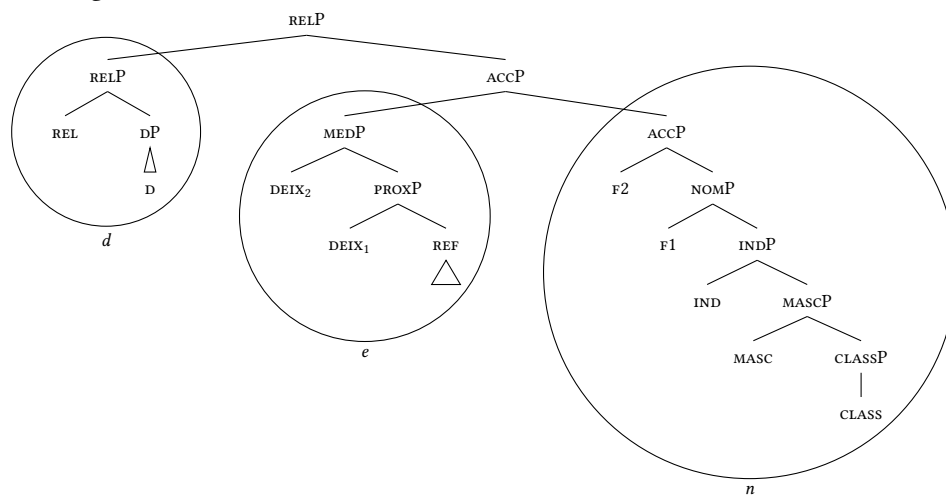 RELP
RELP
ACCP
REL
DP
MEDP
ACCP
D
DEIX₂
PROXP
F2
NOMP
d
DEIX₁
REF
F1
INDP
IND
MASCP
e
MASC
CLASSP
CLASS
n